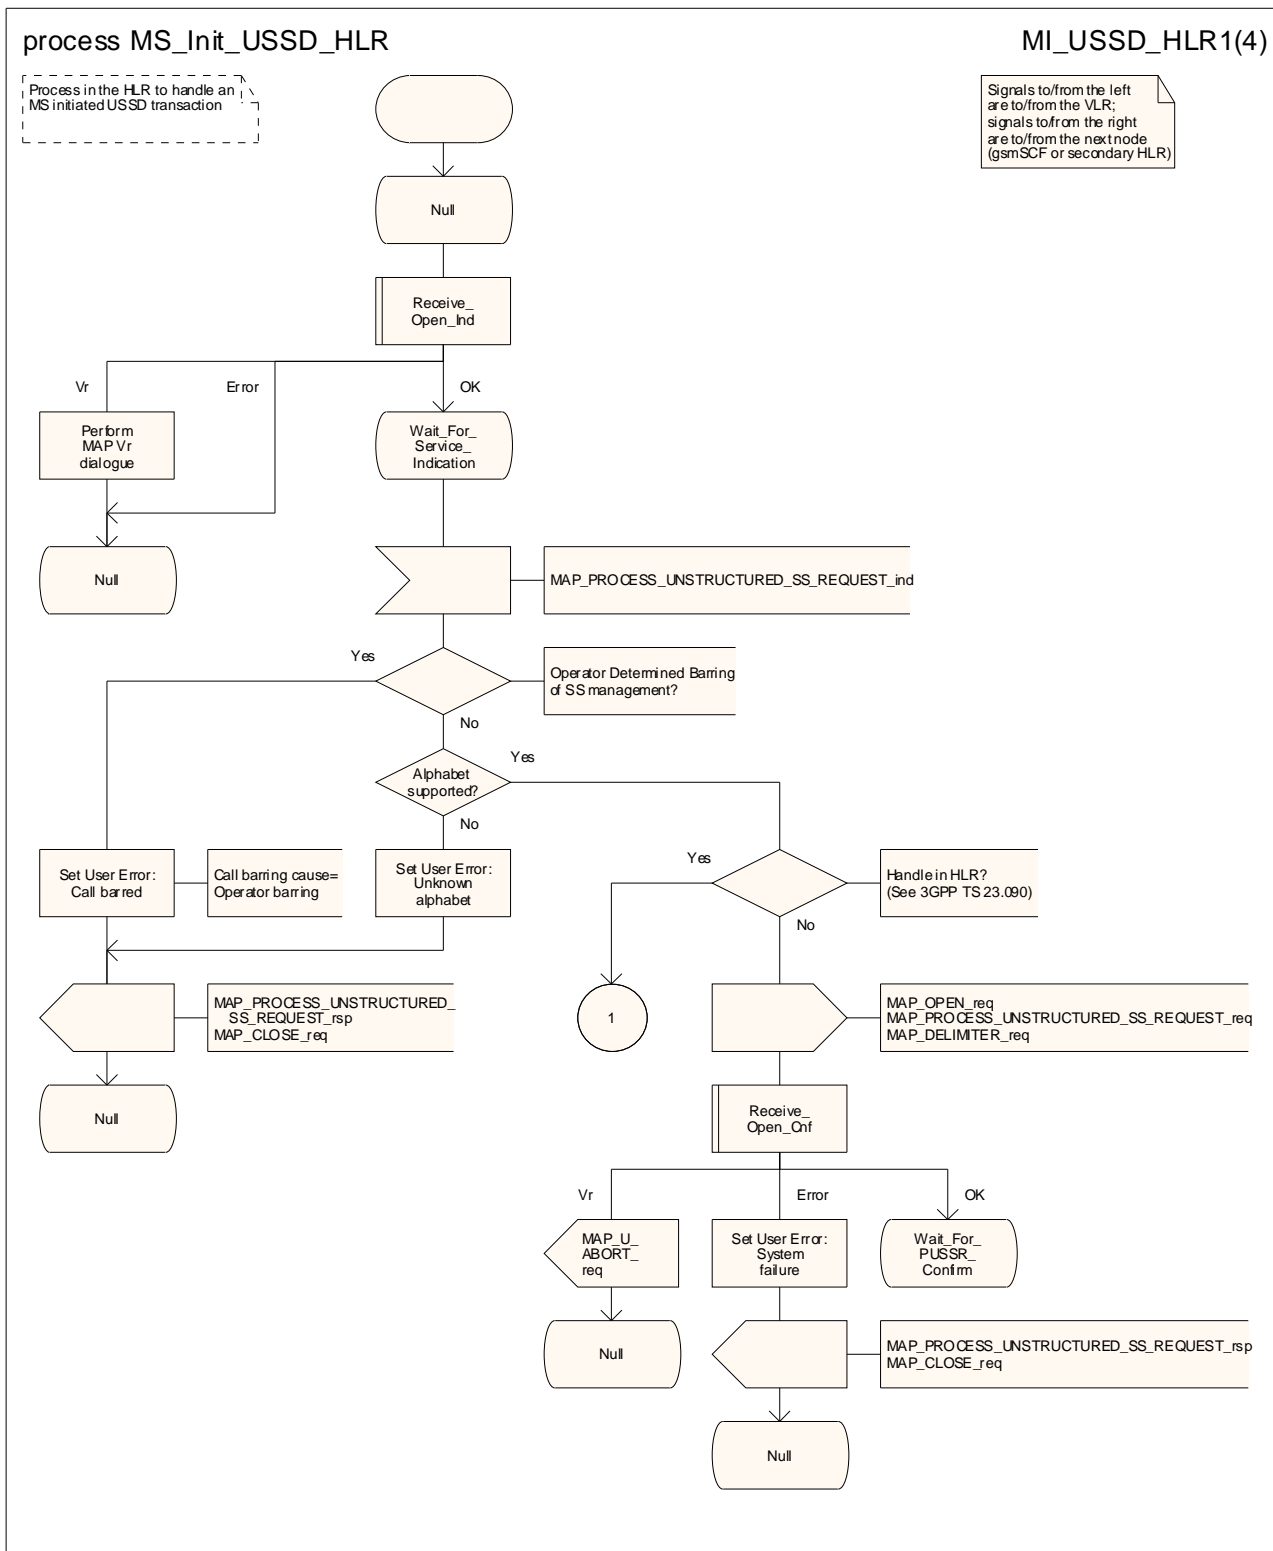 process MS_Init_USSD_HLR
MI_USSD_HLR1(4)
Process in the HLR to handle an
MS initiated USSD transaction
Signals to/from the left
are to/from the VLR;
signals to/from the right
are to/from the next node
(gsmSCF or secondary HLR)
Null
Receive_
Open_Ind
Vr
Error
OK
Perform
MAP Vr
dialogue
Wait_For_
Service_
Indication
Null
MAP_PROCESS_UNSTRUCTURED_SS_REQUEST_ind
Yes
Operator Determined Barring
of SS management?
No
Yes
Alphabet
supported?
No
Yes
Set User Error:
Call barred
Call barring cause=
Operator barring
Set User Error:
Unknown
alphabet
Handle in HLR?
(See 3GPP TS 23.090)
No
MAP_PROCESS_UNSTRUCTURED_
SS_REQUEST_rsp
MAP_CLOSE_req
1
MAP_OPEN_req
MAP_PROCESS_UNSTRUCTURED_SS_REQUEST_req
MAP_DELIMITER_req
Null
Receive_
Open_Cnf
Vr
Error
OK
MAP_U_
ABORT_
req
Set User Error:
System
failure
Wait_For_
PUSSR_
Confirm
Null
MAP_PROCESS_UNSTRUCTURED_SS_REQUEST_rsp
MAP_CLOSE_req
Null